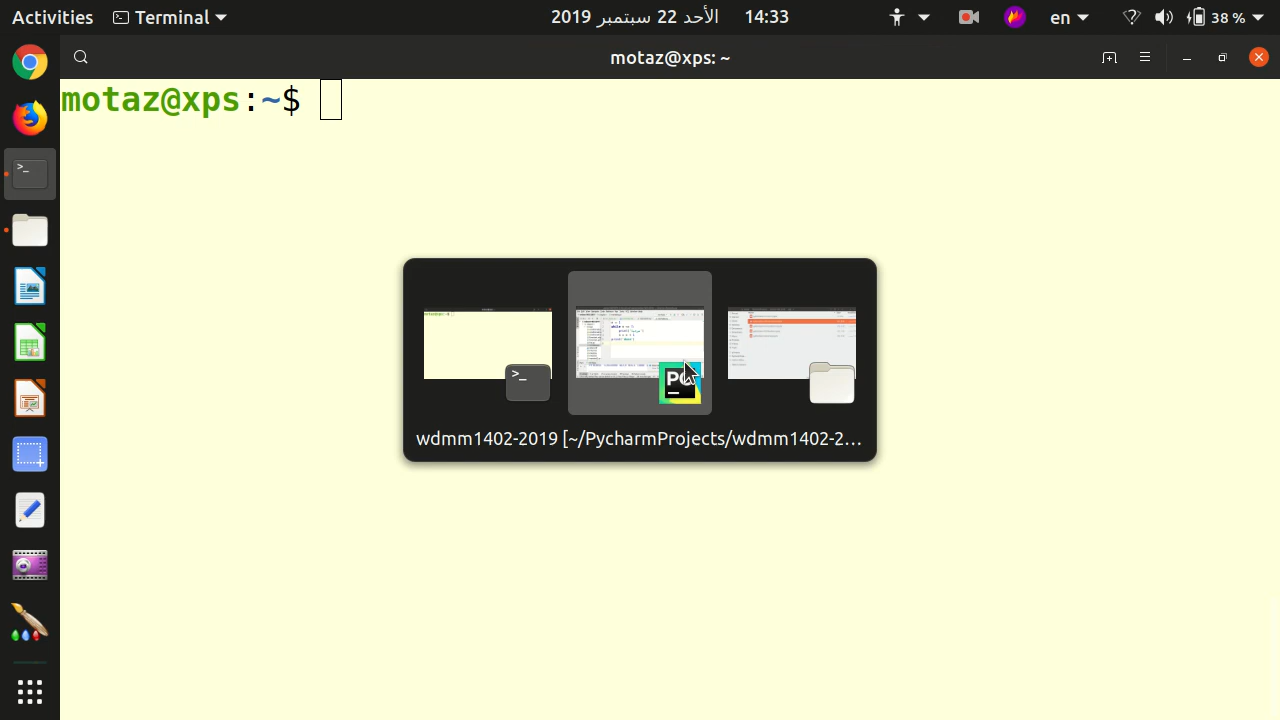 Activities Terminal الأحد 22 سبتمبر 2019 14:33 en 38 %
motaz@xps: ~
motaz@xps:~$
>_
PC
>_
wdmm1402-2019 [~/PycharmProjects/wdmm1402-2…